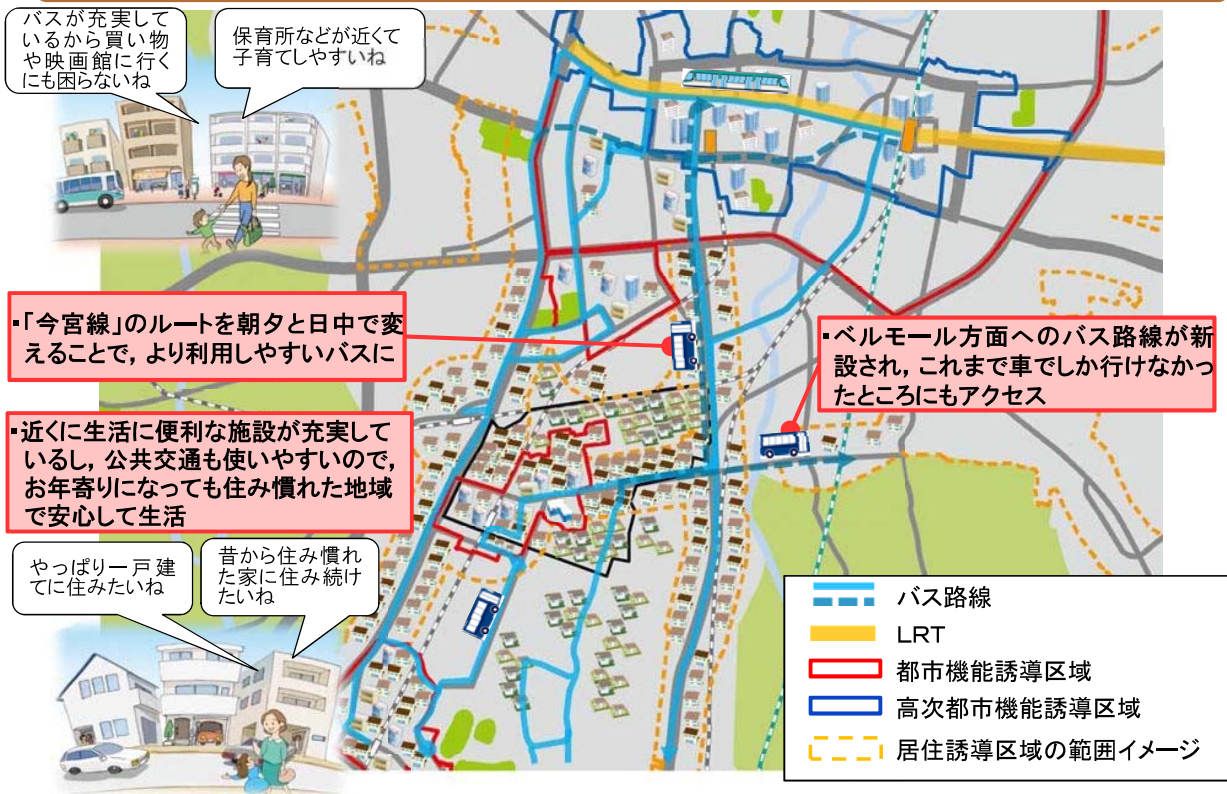 バスが充実して
いるから買い物
や映画館に行く
にも困らないね
保育所などが近くて
子育てしやすいね
▪「今宮線」のルートを朝夕と日中で変
えることで，より利用しやすいバスに
▪ベルモール方面へのバス路線が新
設され，これまで車でしか行けなかっ
たところにもアクセス
▪近くに生活に便利な施設が充実して
いるし，公共交通も使いやすいので，
お年寄りになっても住み慣れた地域
で安心して生活
やっぱり一戸建
てに住みたいね
昔から住み慣れ
た家に住み続け
たいね
バス路線
LRT
都市機能誘導区域
高次都市機能誘導区域
居住誘導区域の範囲イメージ